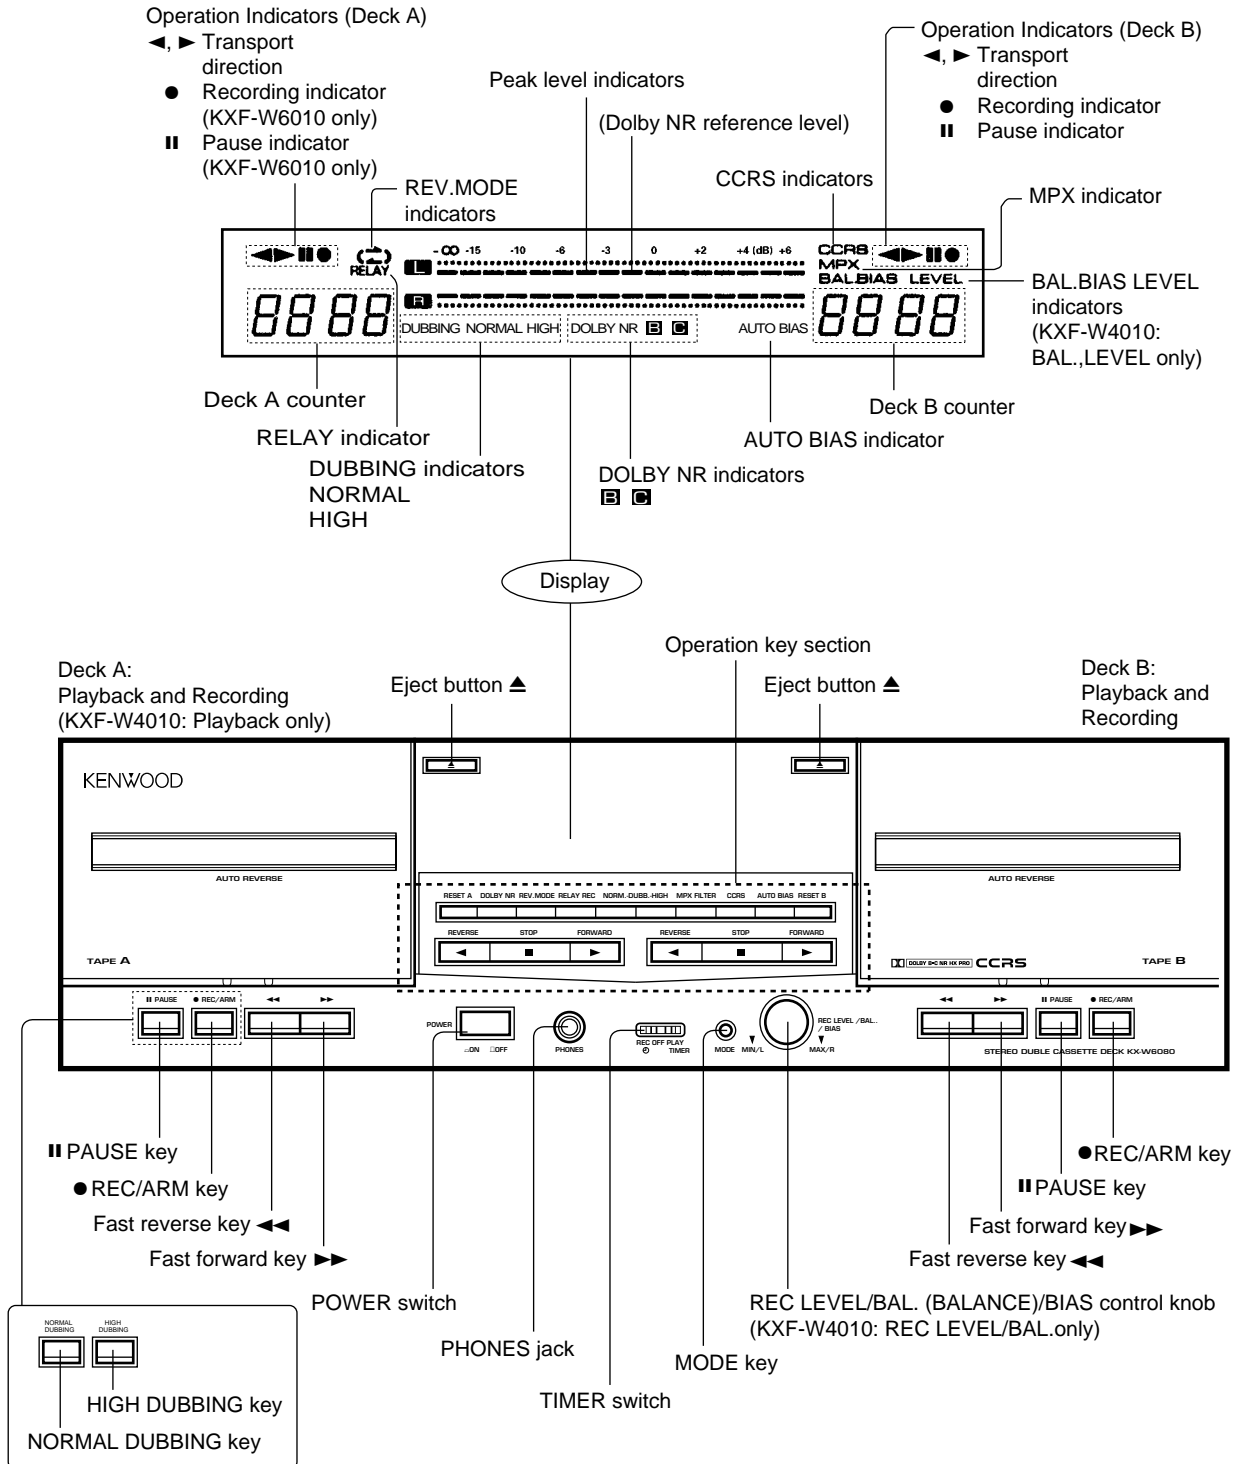 Operation Indicators (Deck A)
◄, ► Transport
direction
● Recording indicator
(KXF-W6010 only)
II Pause indicator
(KXF-W6010 only)
REV.MODE
indicators
Peak level indicators
(Dolby NR reference level)
CCRS indicators
Operation Indicators (Deck B)
◄, ► Transport
direction
● Recording indicator
II Pause indicator
MPX indicator
BAL.BIAS LEVEL
indicators
(KXF-W4010:
BAL.,LEVEL only)
◄► II ●
RELAY
L
R
-∞ -15 -10 -6 -3 0 +2 +4 (dB) +6
CCRS
MPX
BAL.BIAS LEVEL
◄► II ●
88 88
DUBBING NORMAL HIGH
DOLBY NR B C
AUTO BIAS
88 88
Deck A counter
RELAY indicator
DUBBING indicators
NORMAL
HIGH
DOLBY NR indicators
B C
AUTO BIAS indicator
Deck B counter
Display
Operation key section
Deck A:
Playback and Recording
(KXF-W4010: Playback only)
Eject button ⏏
Eject button ⏏
Deck B:
Playback and
Recording
KENWOOD
AUTO REVERSE
AUTO REVERSE
RESET A DOLBY NR REV.MODE RELAY REC NORM.-DUBB.-HIGH MPX FILTER CCRS AUTO BIAS RESET B
REVERSE STOP FORWARD REVERSE STOP FORWARD
◄ ■ ► ◄ ■ ►
TAPE A
DOLBY B•C NR HX PRO CCRS
TAPE B
II PAUSE ● REC/ARM ◄◄ ►►
POWER
ON OFF
PHONES
REC OFF PLAY
TIMER
MODE
MIN/L
MAX/R
REC LEVEL /BAL..
/ BIAS
◄◄ ►► II PAUSE ● REC/ARM
STEREO DUBLE CASSETTE DECK KX-W6080
II PAUSE key
● REC/ARM key
Fast reverse key ◄◄
Fast forward key ►►
POWER switch
PHONES jack
TIMER switch
MODE key
REC LEVEL/BAL. (BALANCE)/BIAS control knob
(KXF-W4010: REC LEVEL/BAL.only)
●REC/ARM key
II PAUSE key
Fast forward key ►►
Fast reverse key ◄◄
NORMAL
DUBBING
HIGH
DUBBING
HIGH DUBBING key
NORMAL DUBBING key